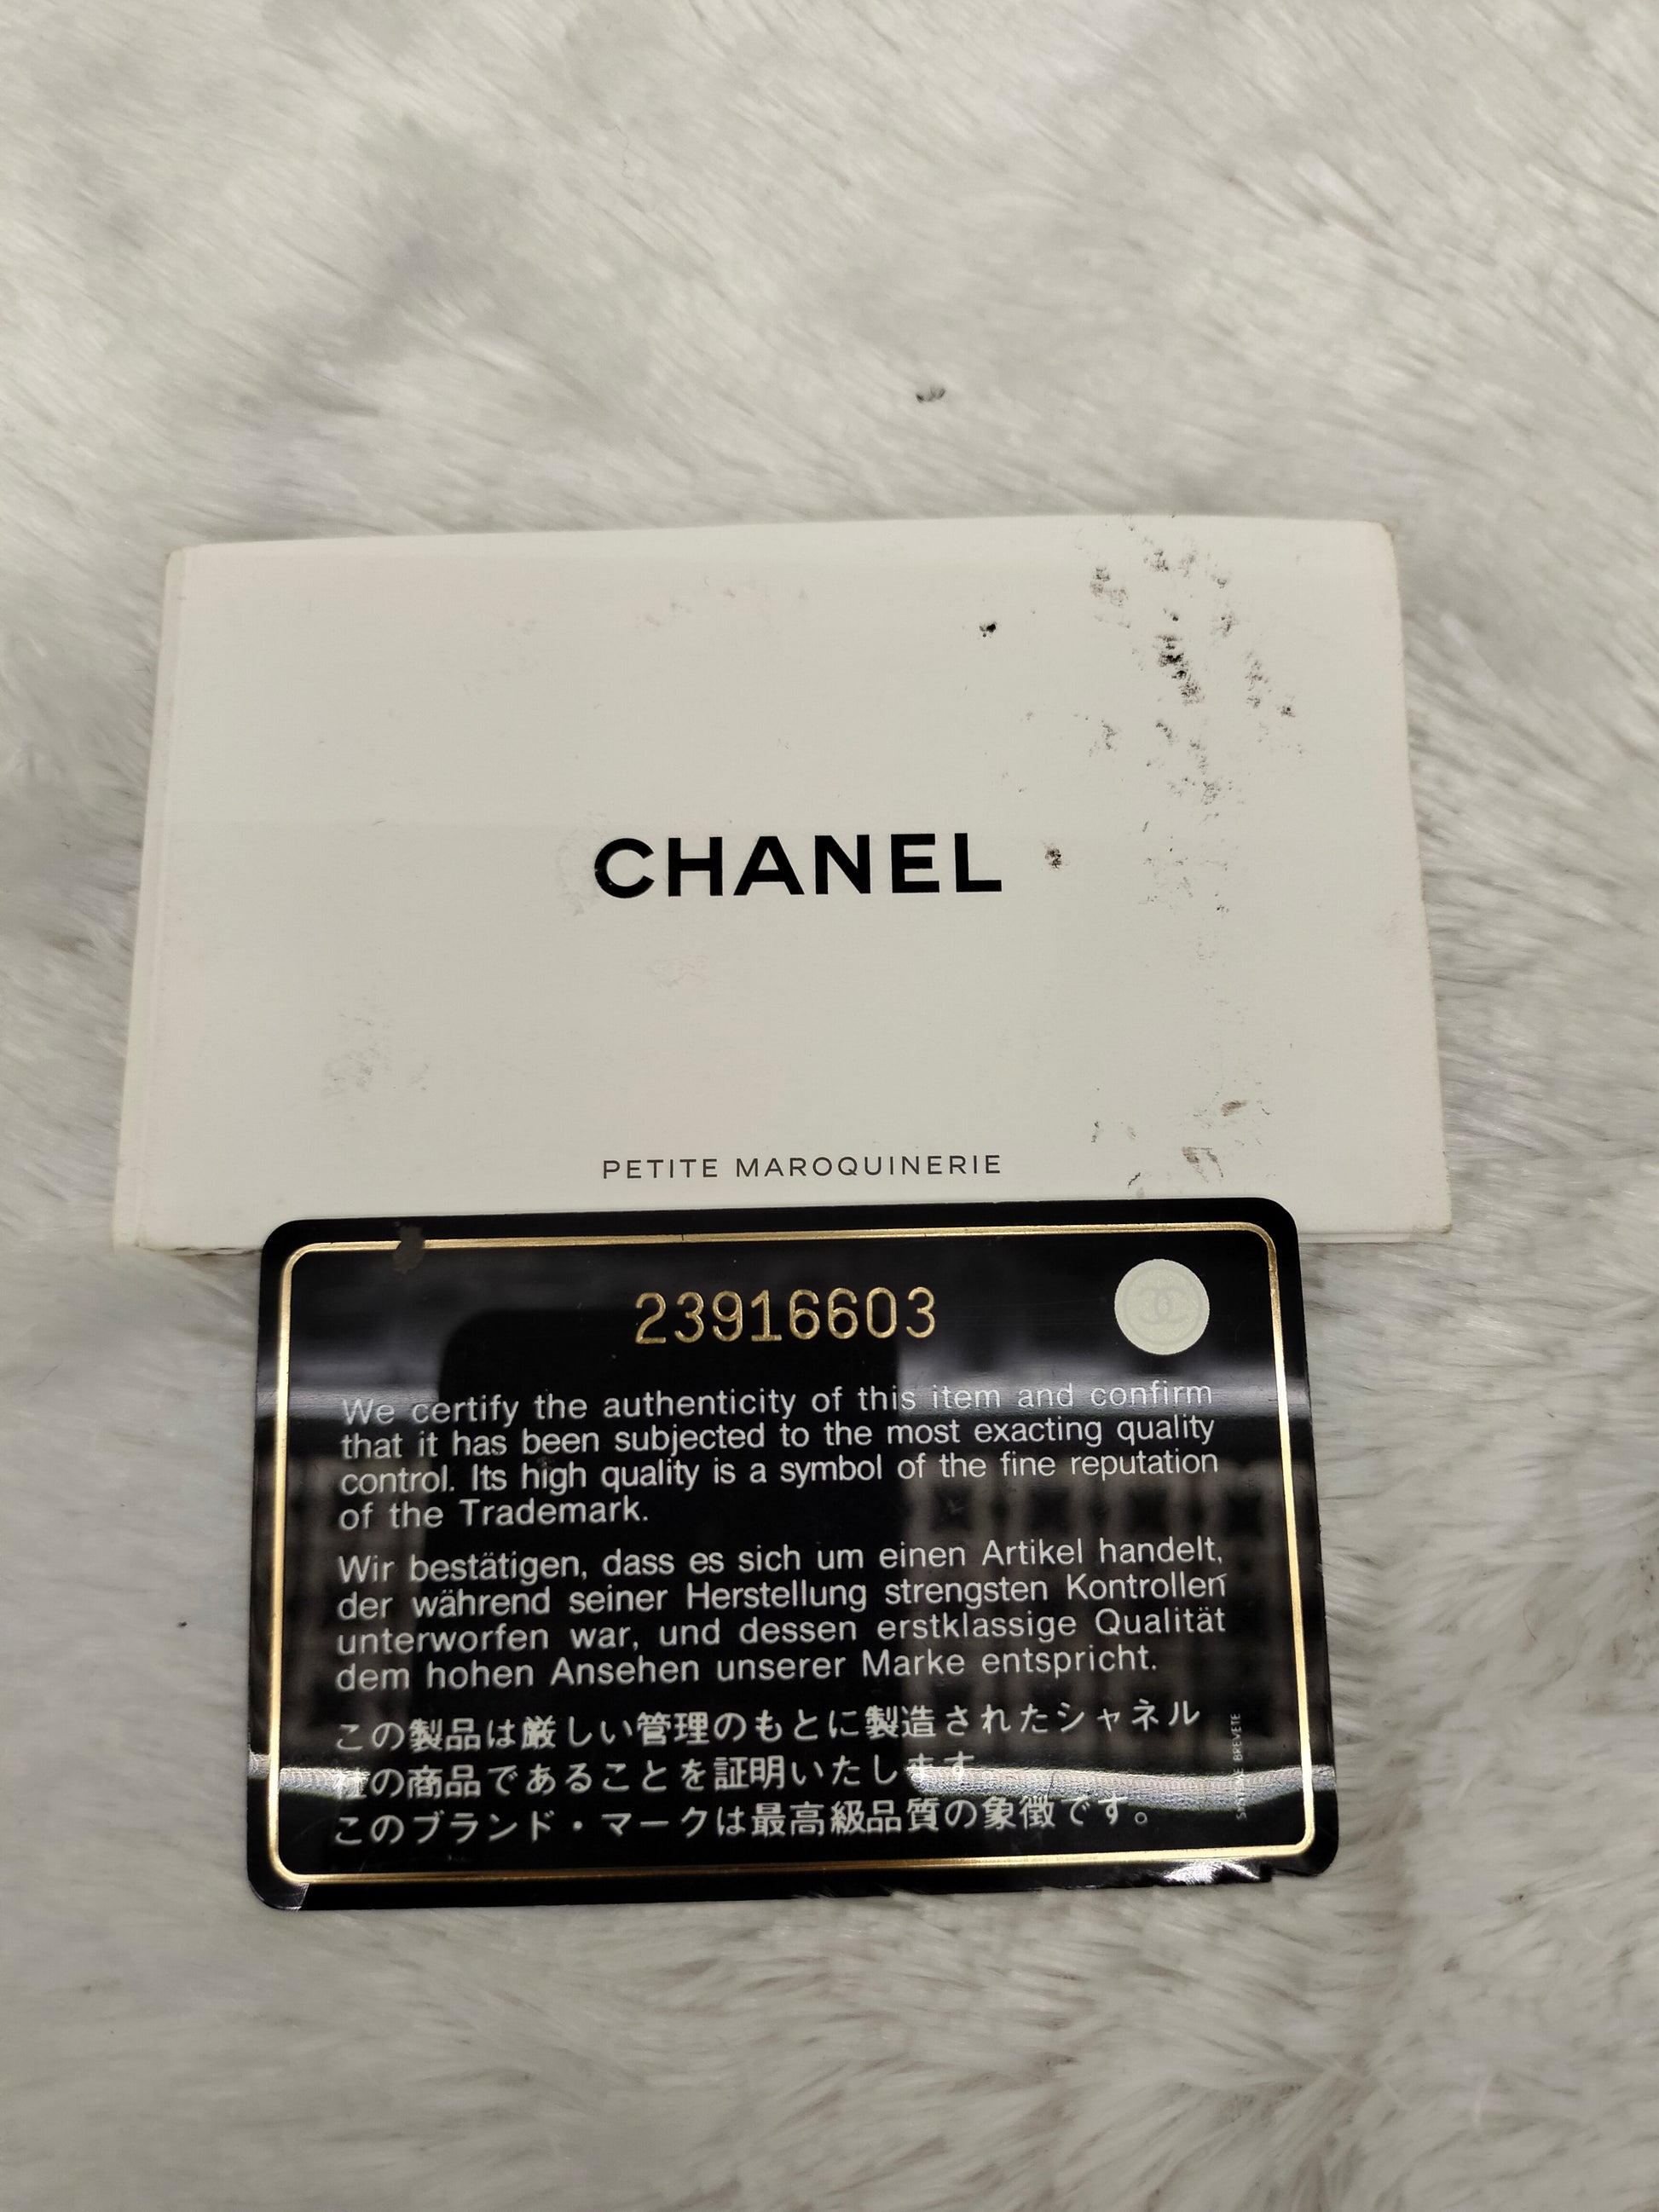 CHANEL
PETITE MAROQUINERIE
23916603
We certify the authenticity of this item and confirm
that it has been subjected to the most exacting quality
control. Its high quality is a symbol of the fine reputation
of the Trademark.
Wir bestätigen, dass es sich um einen Artikel handelt,
der während seiner Herstellung strengsten Kontrollen
unterworfen war, und dessen erstklassige Qualität
dem hohen Ansehen unserer Marke entspricht.
この製品は厳しい管理のもとに製造されたシャネル
社の商品であることを証明いたします。
このブランド・マークは最高級品質の象徴です。
SYSTEME BREVETE